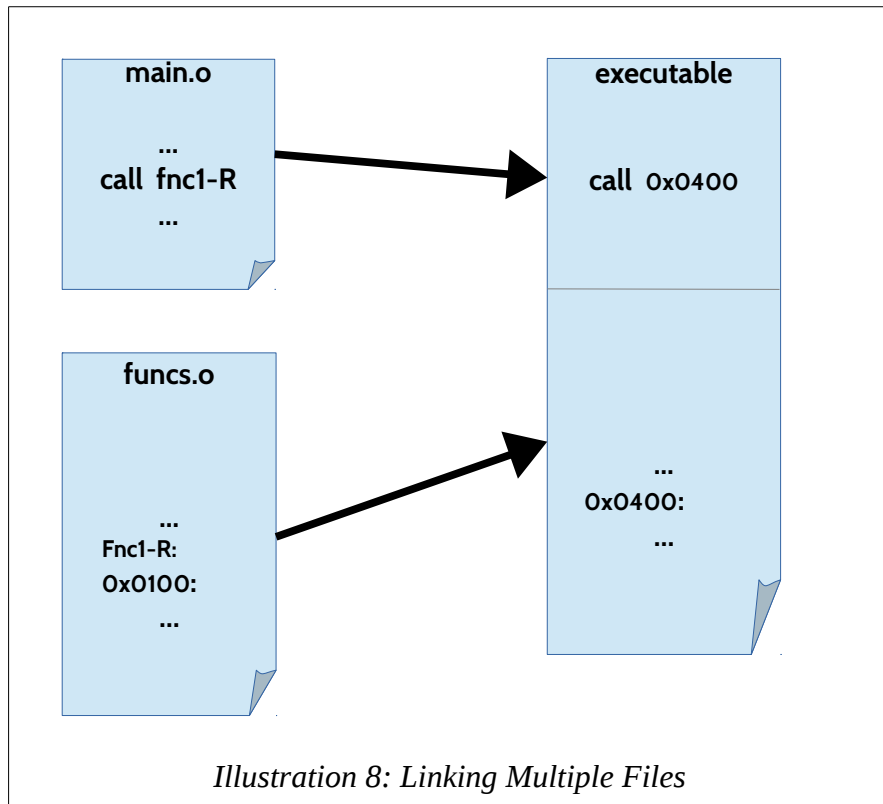 main.o
...
call fnc1-R
...
funcs.o
...
Fnc1-R:
0x0100:
...
executable
call 0x0400
...
0x0400:
...
Illustration 8: Linking Multiple Files